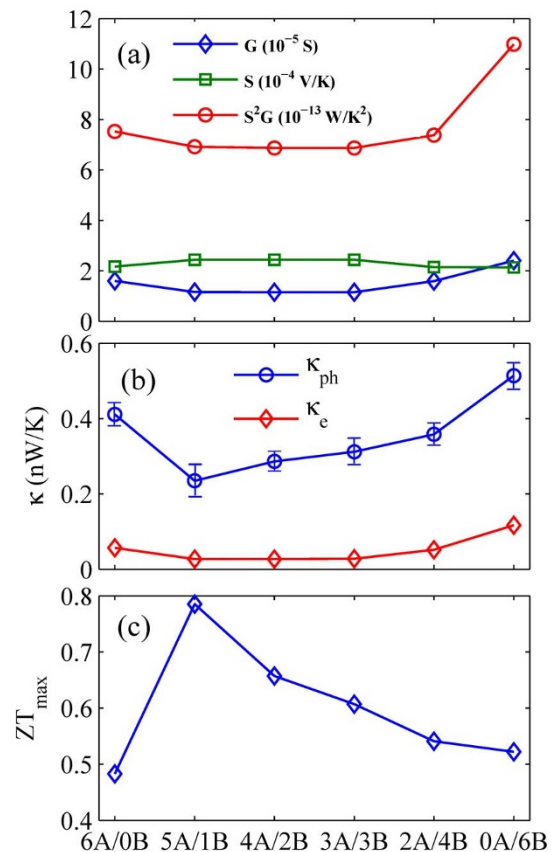 12
10
8
6
4
2
0
(a)
G (10⁻⁵ S)
S (10⁻⁴ V/K)
S²G (10⁻¹³ W/K²)
0.6
0.4
0.2
0
κ (nW/K)
(b)
κ_ph
κ_e
0.8
0.7
0.6
0.5
0.4
ZT_max
(c)
6A/0B 5A/1B 4A/2B 3A/3B 2A/4B 0A/6B